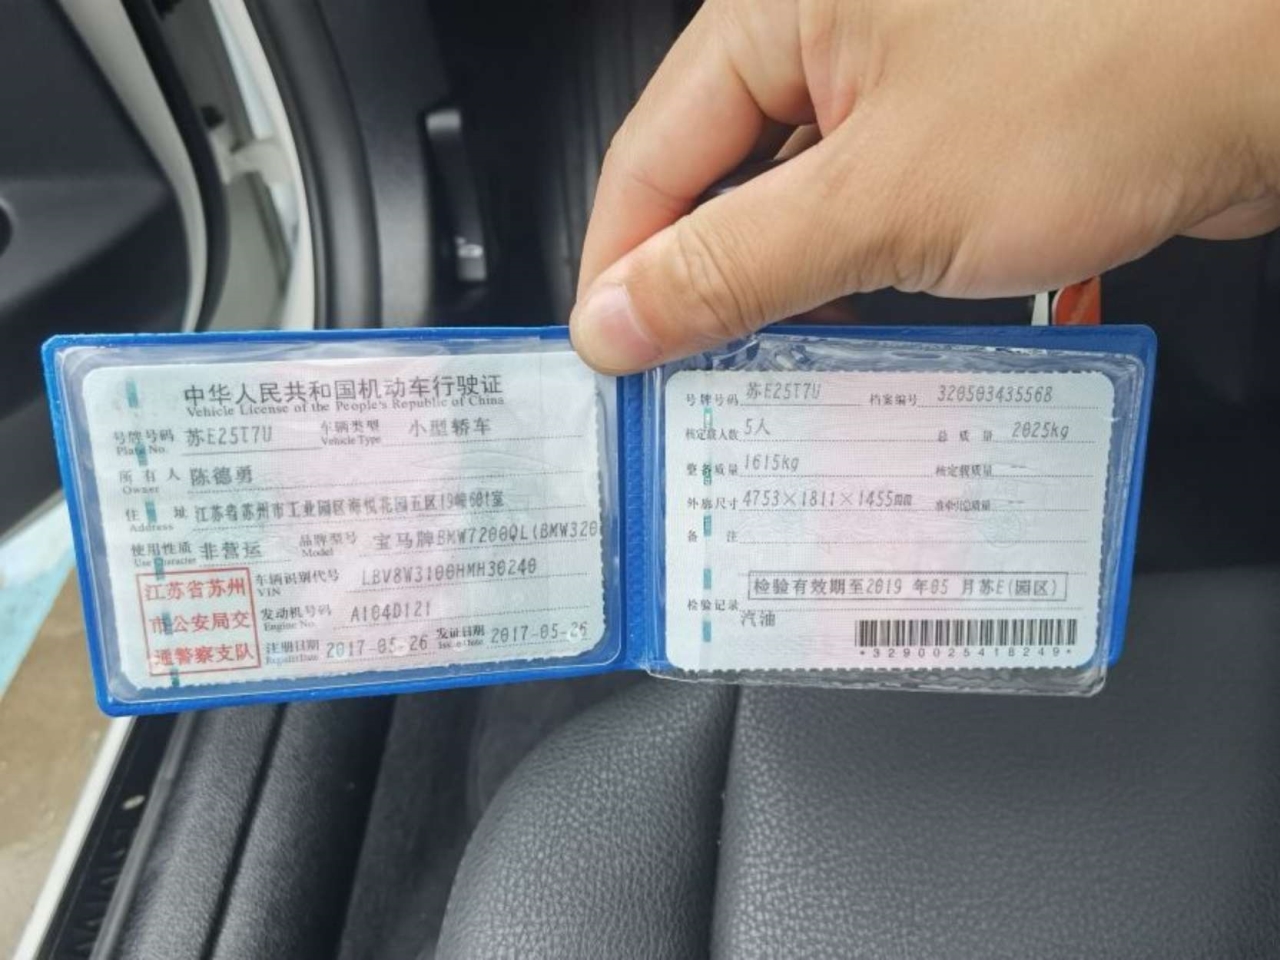 中华人民共和国机动车行驶证
Vehicle License of the People's Republic of China
号牌号码 苏E25T7U 车辆类型 小型轿车
Plate No. Vehicle Type
所有人 陈德勇
Owner
住址 江苏省苏州市工业园区海悦花园五区19幢601室
Address
使用性质 非营运 品牌型号 宝马牌BMW7200QL(BMW320
Use Character Model
江苏省苏州
市公安局交
通警察支队
车辆识别代号 LBV8W3100HMH30240
VIN
发动机号码 A104D121
Engine No.
注册日期 2017-05-26 发证日期 2017-05-26
Register Date Issue Date
号牌号码 苏E25T7U 档案编号 320503435568
核定载人数 5人 总质量 2025kg
整备质量 1615kg 核定载质量 --
外廓尺寸 4753×1811×1455mm 准牵引总质量 --
备注
检验有效期至2019年05月苏E(园区)
检验记录
汽油
*3290025418249*